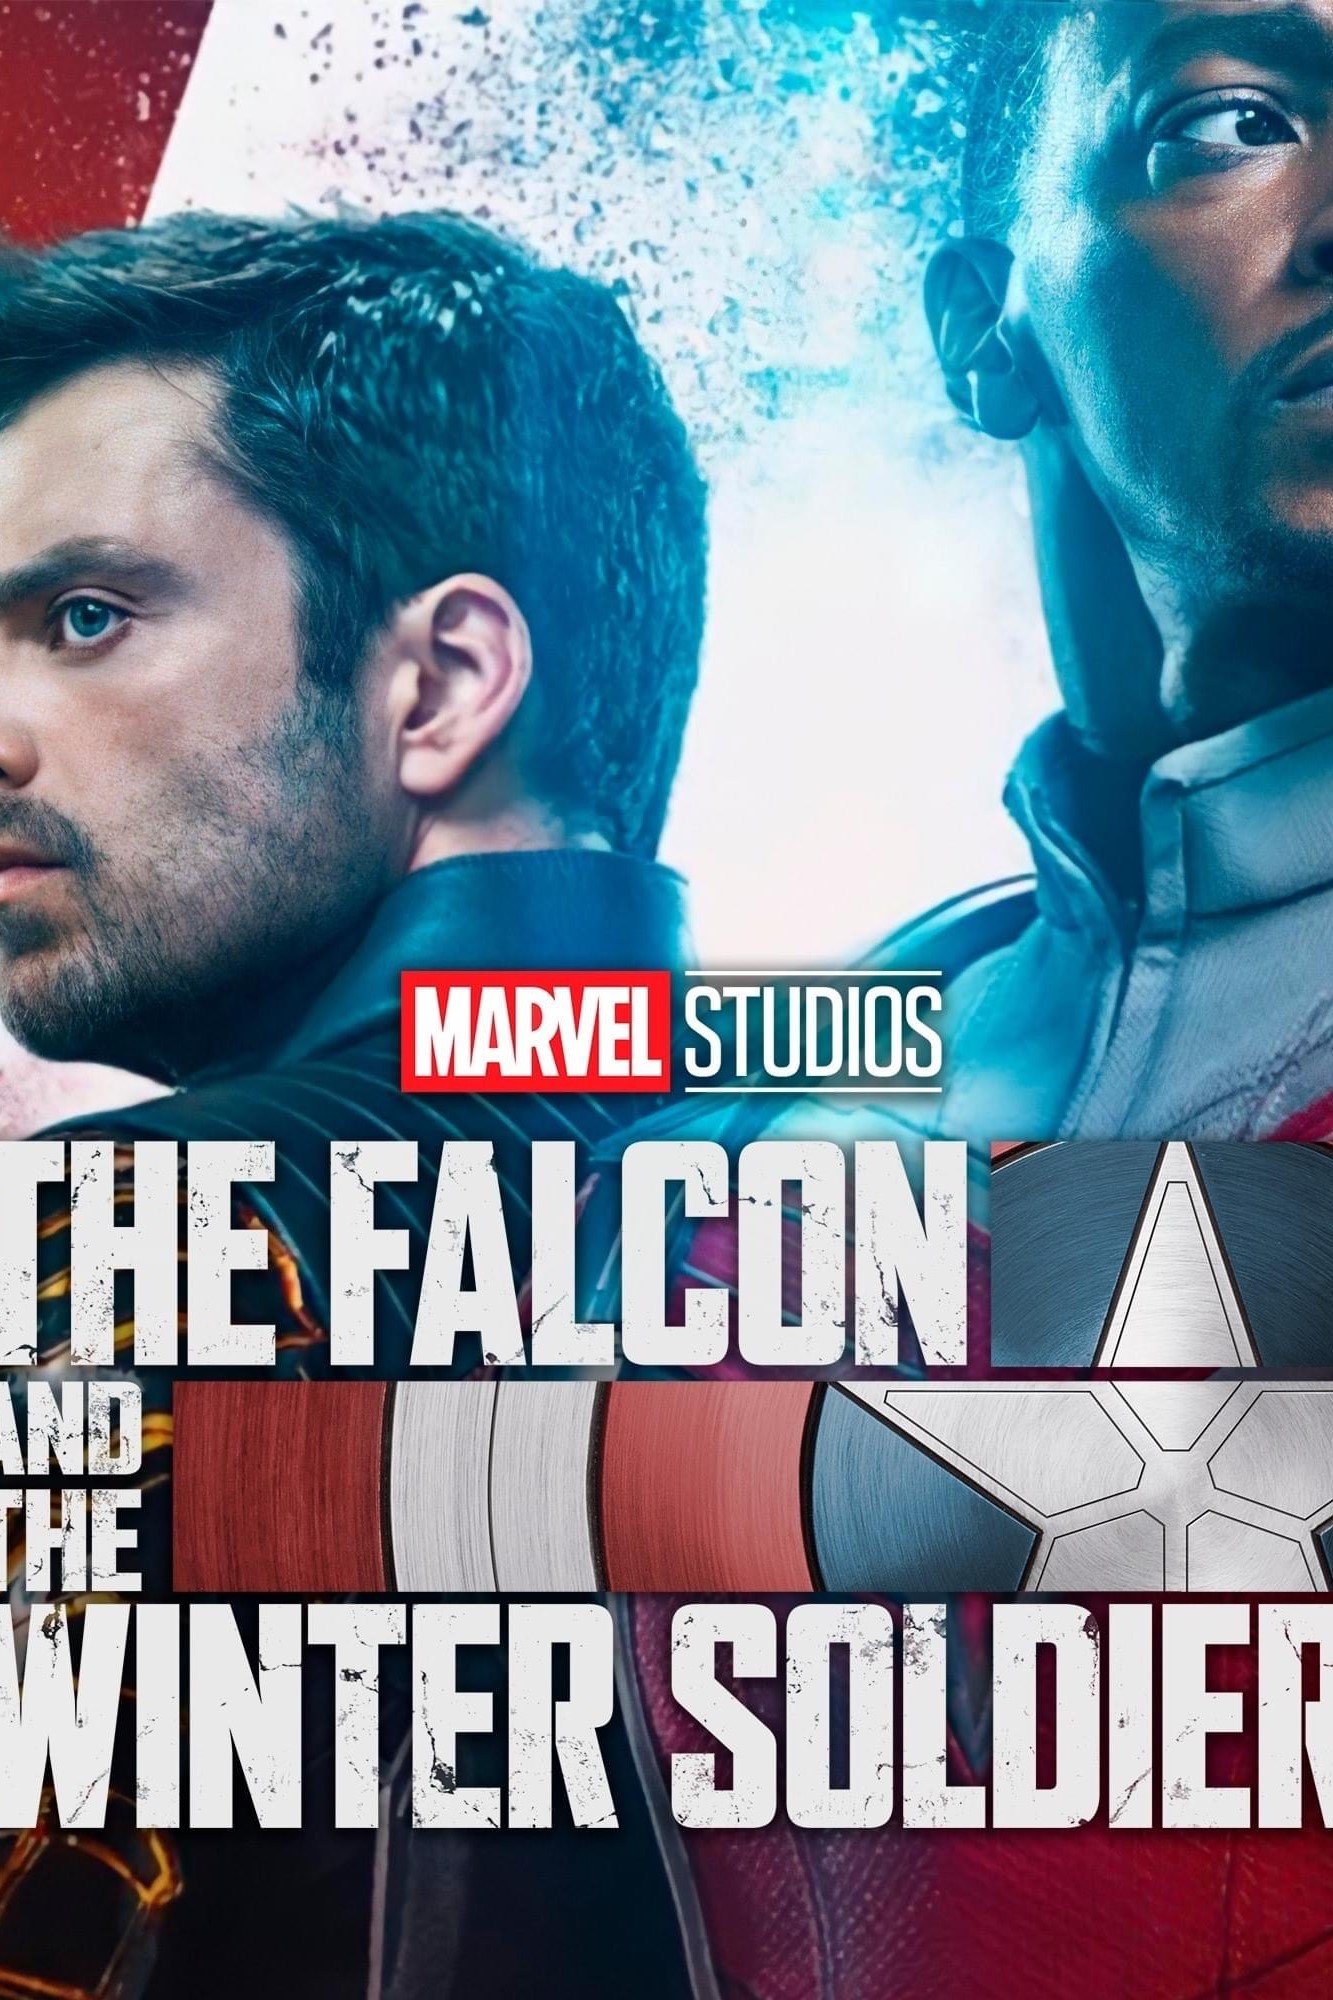 MARVEL STUDIOS
THE FALCON
AND
THE
WINTER SOLDIER